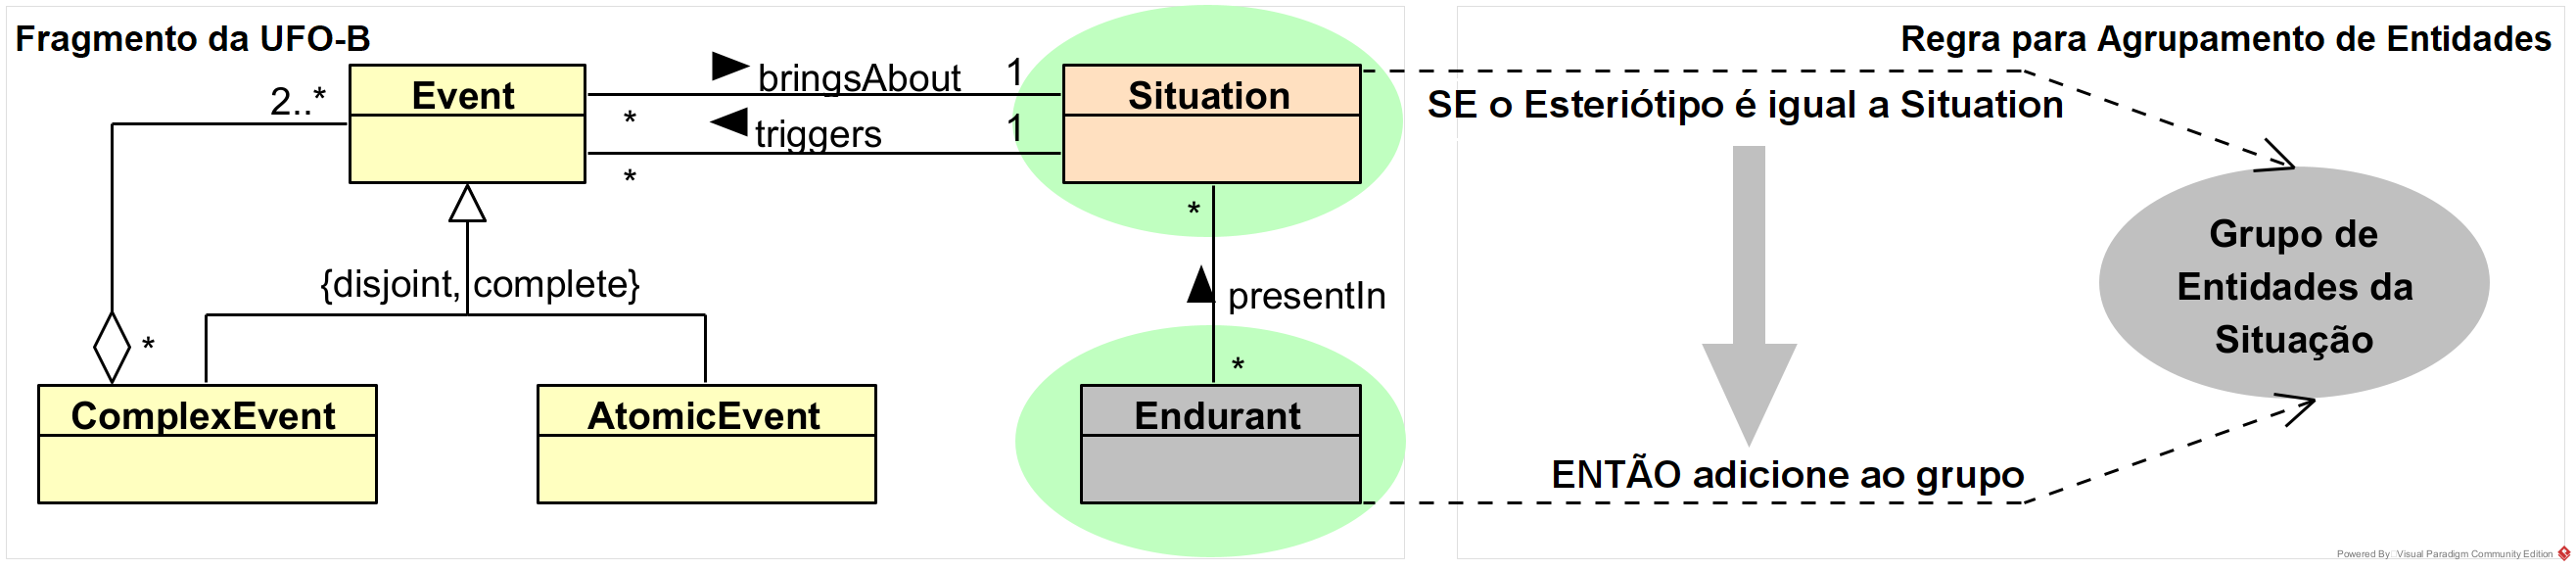 Fragmento da UFO-B
Regra para Agrupamento de Entidades
Event
2..*
bringsAbout
1
*
triggers
1
*
Situation
SE o Esteriótipo é igual a Situation
*
Grupo de
Entidades da
Situação
{disjoint, complete}
presentIn
*
*
ComplexEvent
AtomicEvent
Endurant
ENTÃO adicione ao grupo
Powered By Visual Paradigm Community Edition